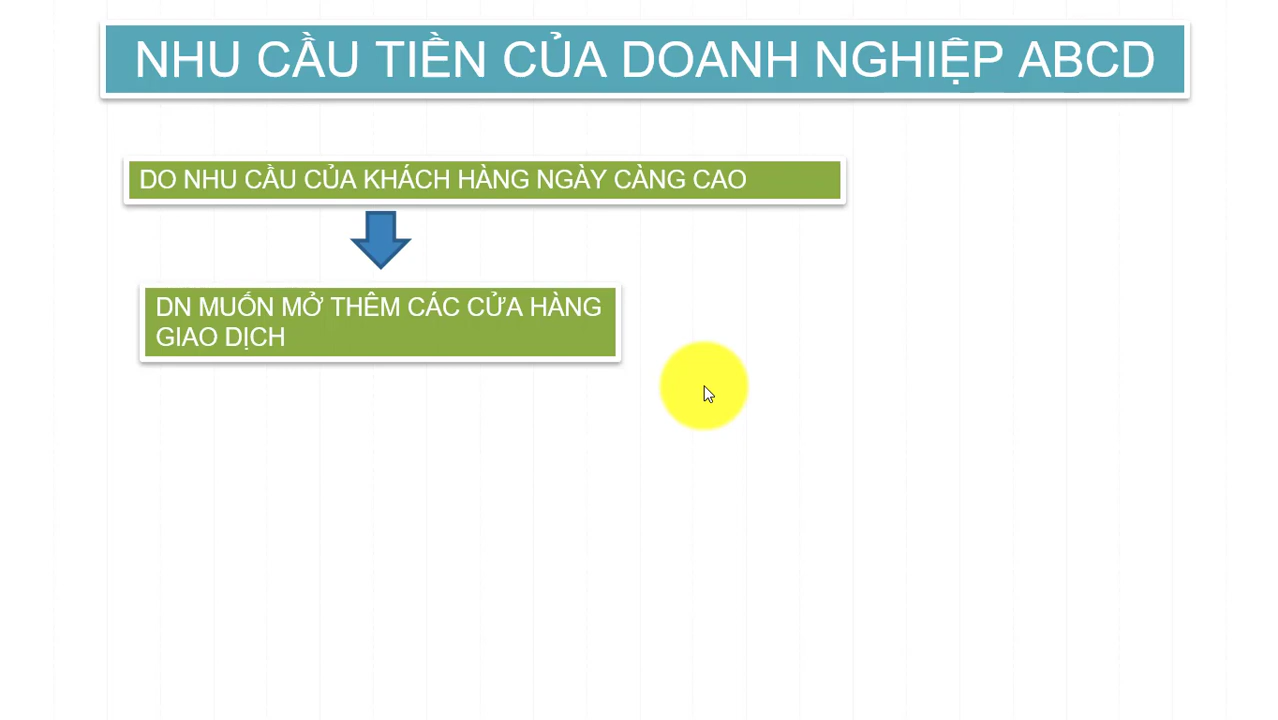 NHU CẦU TIỀN CỦA DOANH NGHIỆP ABCD
DO NHU CẦU CỦA KHÁCH HÀNG NGÀY CÀNG CAO
DN MUỐN MỞ THÊM CÁC CỬA HÀNG
GIAO DỊCH